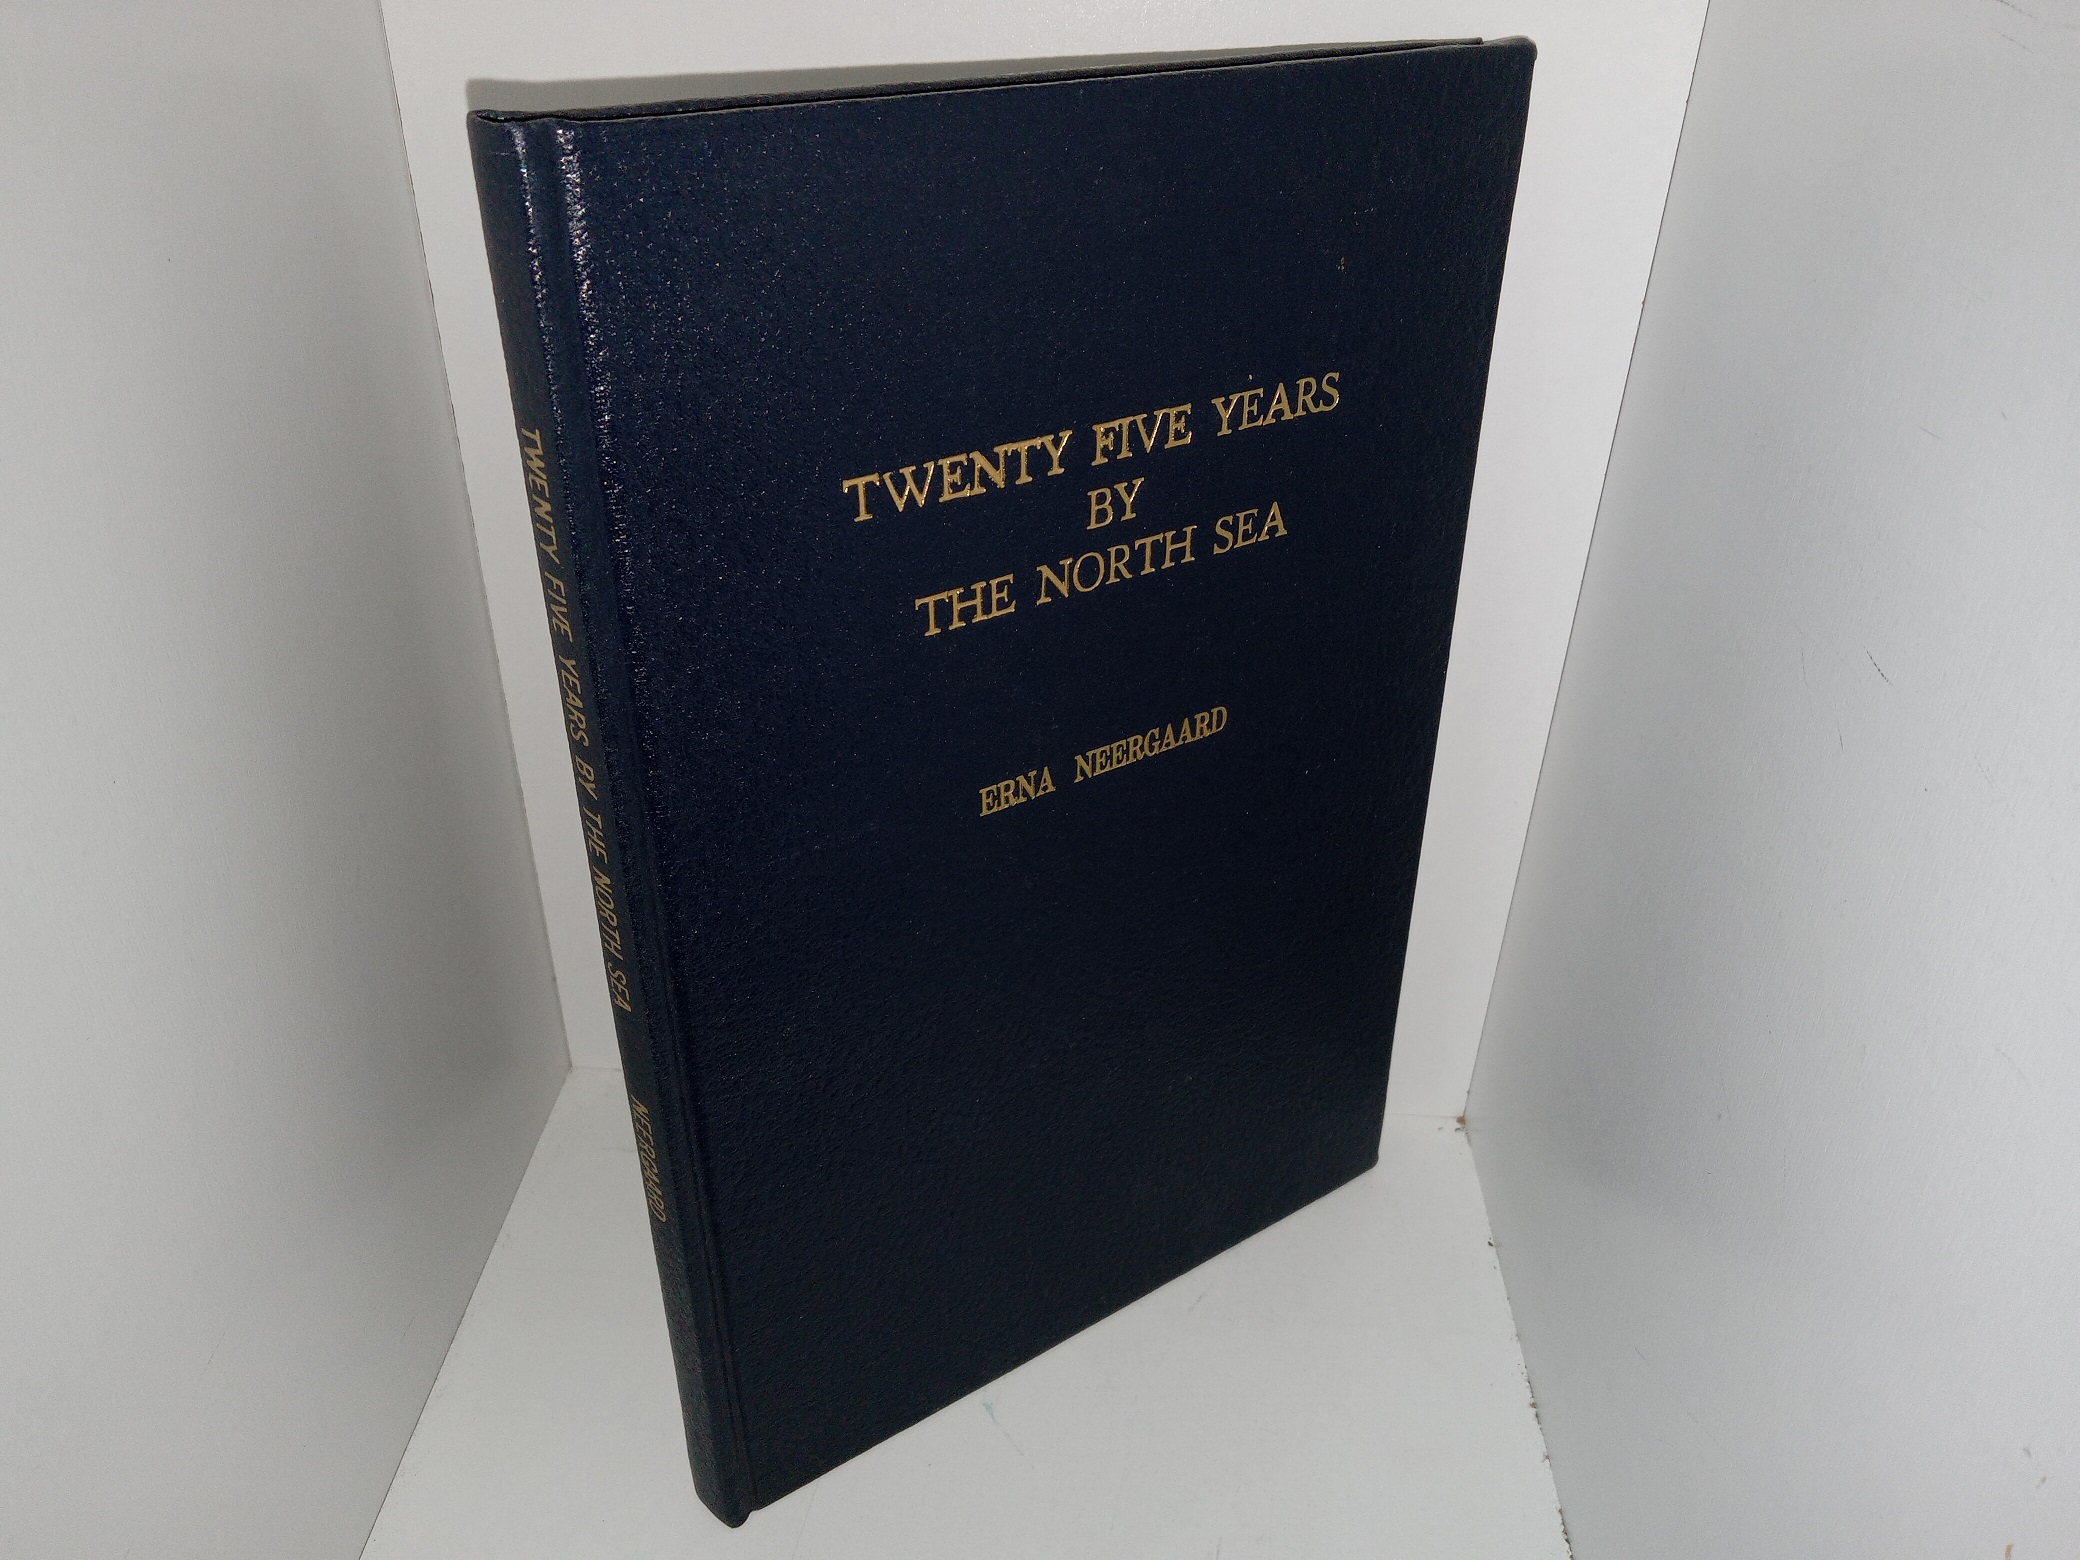 TWENTY FIVE YEARS
BY
THE NORTH SEA
ERNA NEERGAARD
TWENTY FIVE YEARS BY THE NORTH SEA NEERGAARD